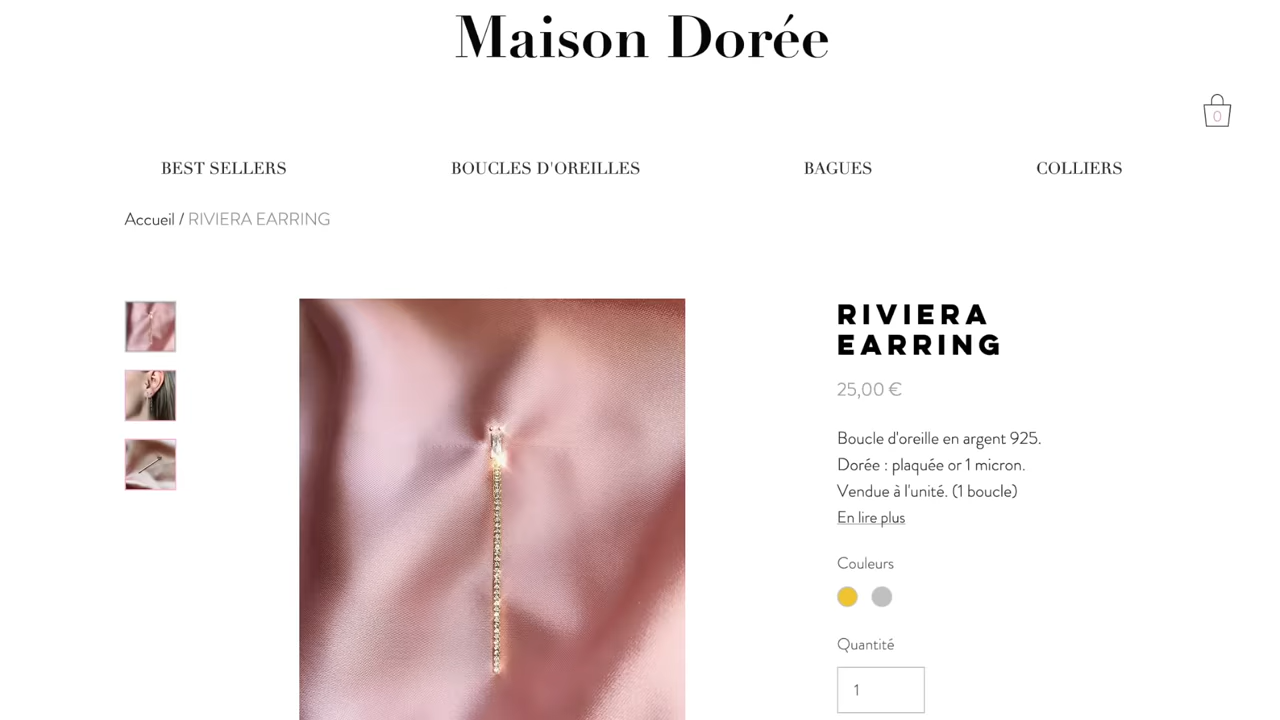 Maison Dorée
0
BEST SELLERS
BOUCLES D'OREILLES
BAGUES
COLLIERS
Accueil / RIVIERA EARRING
RIVIERA
EARRING
25,00 €
Boucle d'oreille en argent 925.
Dorée : plaquée or 1 micron.
Vendue à l'unité. (1 boucle)
En lire plus
Couleurs
Quantité
1